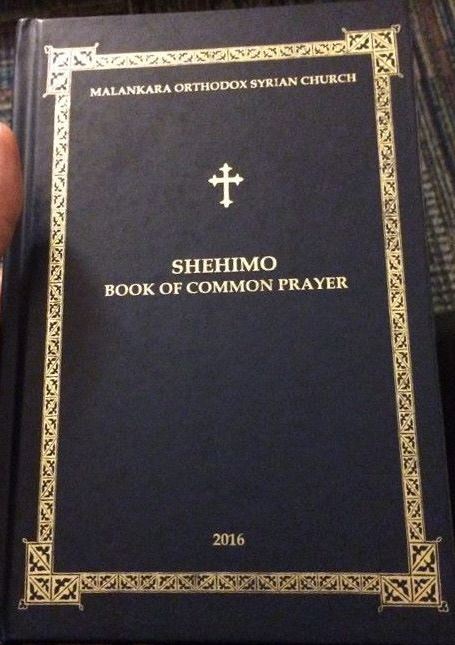 MALANKARA ORTHODOX SYRIAN CHURCH
SHEHIMO
BOOK OF COMMON PRAYER
2016